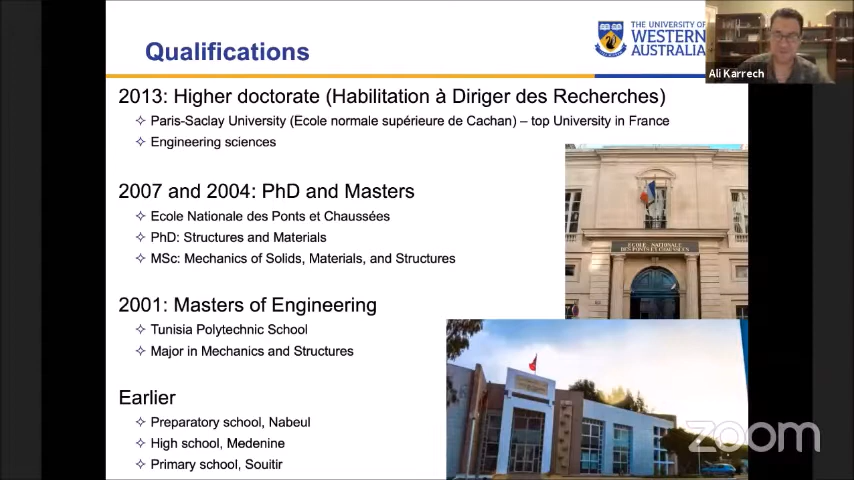 Qualifications
THE UNIVERSITY OF
WESTERN
AUSTRALIA
Ali Karrech
2013: Higher doctorate (Habilitation à Diriger des Recherches)
Paris-Saclay University (Ecole normale supérieure de Cachan) – top University in France
Engineering sciences
2007 and 2004: PhD and Masters
Ecole Nationale des Ponts et Chaussées
PhD: Structures and Materials
MSc: Mechanics of Solids, Materials, and Structures
ECOLE NATIONALE
DES PONTS ET CHAUSSEES
2001: Masters of Engineering
Tunisia Polytechnic School
Major in Mechanics and Structures
Earlier
Preparatory school, Nabeul
High school, Medenine
Primary school, Souitir
zoom